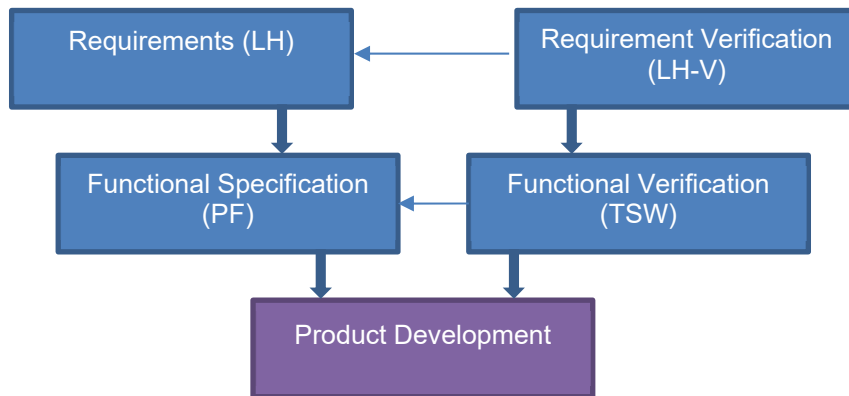 Requirements (LH)
Requirement Verification
(LH-V)
Functional Specification
(PF)
Functional Verification
(TSW)
Product Development